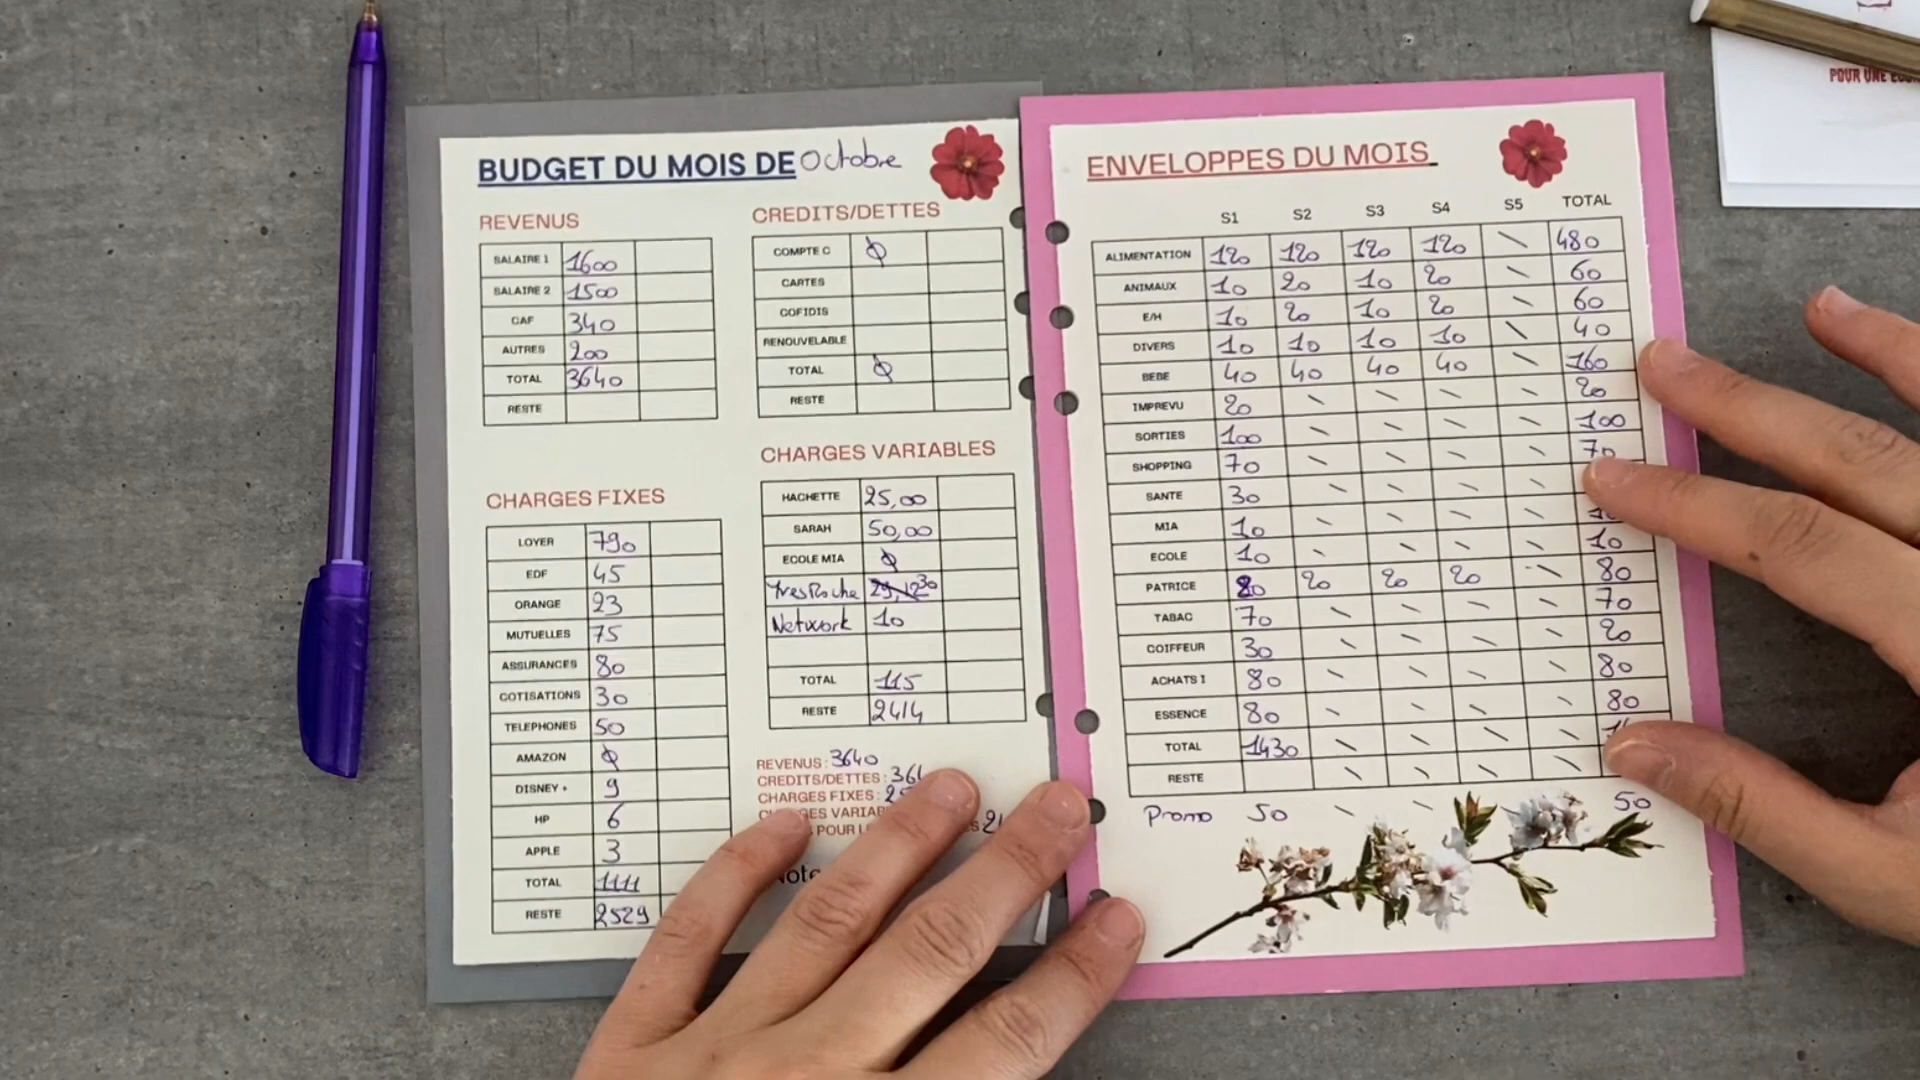 POUR UNE
BUDGET DU MOIS DE Octobre
REVENUS
SALAIRE 1 1600
SALAIRE 2 1500
CAF 340
AUTRES 200
TOTAL 3640
RESTE
CHARGES FIXES
LOYER 790
EDF 45
ORANGE 23
MUTUELLES 75
ASSURANCES 80
COTISATIONS 30
TELEPHONES 50
AMAZON ϕ
DISNEY + 9
HP 6
APPLE 3
TOTAL 1111
RESTE 2529
CREDITS/DETTES
COMPTE C ϕ
CARTES
COFIDIS
RENOUVELABLE
TOTAL ϕ
RESTE
CHARGES VARIABLES
HACHETTE 25,00
SARAH 50,00
ECOLE MIA ϕ
30
Network 10
TOTAL 115
RESTE 2414
REVENUS : 3640
CREDITS/DETTES : 36
CHARGES FIXES : 2
POUR
Note
ENVELOPPES DU MOIS
S1 S2 S3 S4 S5 TOTAL
ALIMENTATION 120 120 120 120 \ 480
ANIMAUX 10 20 10 20 \ 60
E/H 10 20 10 20 \ 60
DIVERS 10 10 10 10 \ 40
BEBE 40 40 40 40 \ 160
IMPREVU 20 \ \ \ \ 20
SORTIES 100 \ \ \ \ 100
SHOPPING 70 \ \ \ \ 70
SANTE 30 \ \ \ \
MIA 10 \ \ \ \
ECOLE 10 \ \ \ \ 10
PATRICE 20 20 20 20 \ 80
TABAC 70 \ \ \ \ 70
COIFFEUR 30 \ \ \ \ 20
ACHATS I 80 \ \ \ \ 80
ESSENCE 80 \ \ \ \ 80
TOTAL 1430 \ \ \ \
RESTE \ \ \ \
Promo 50 \ \ 50